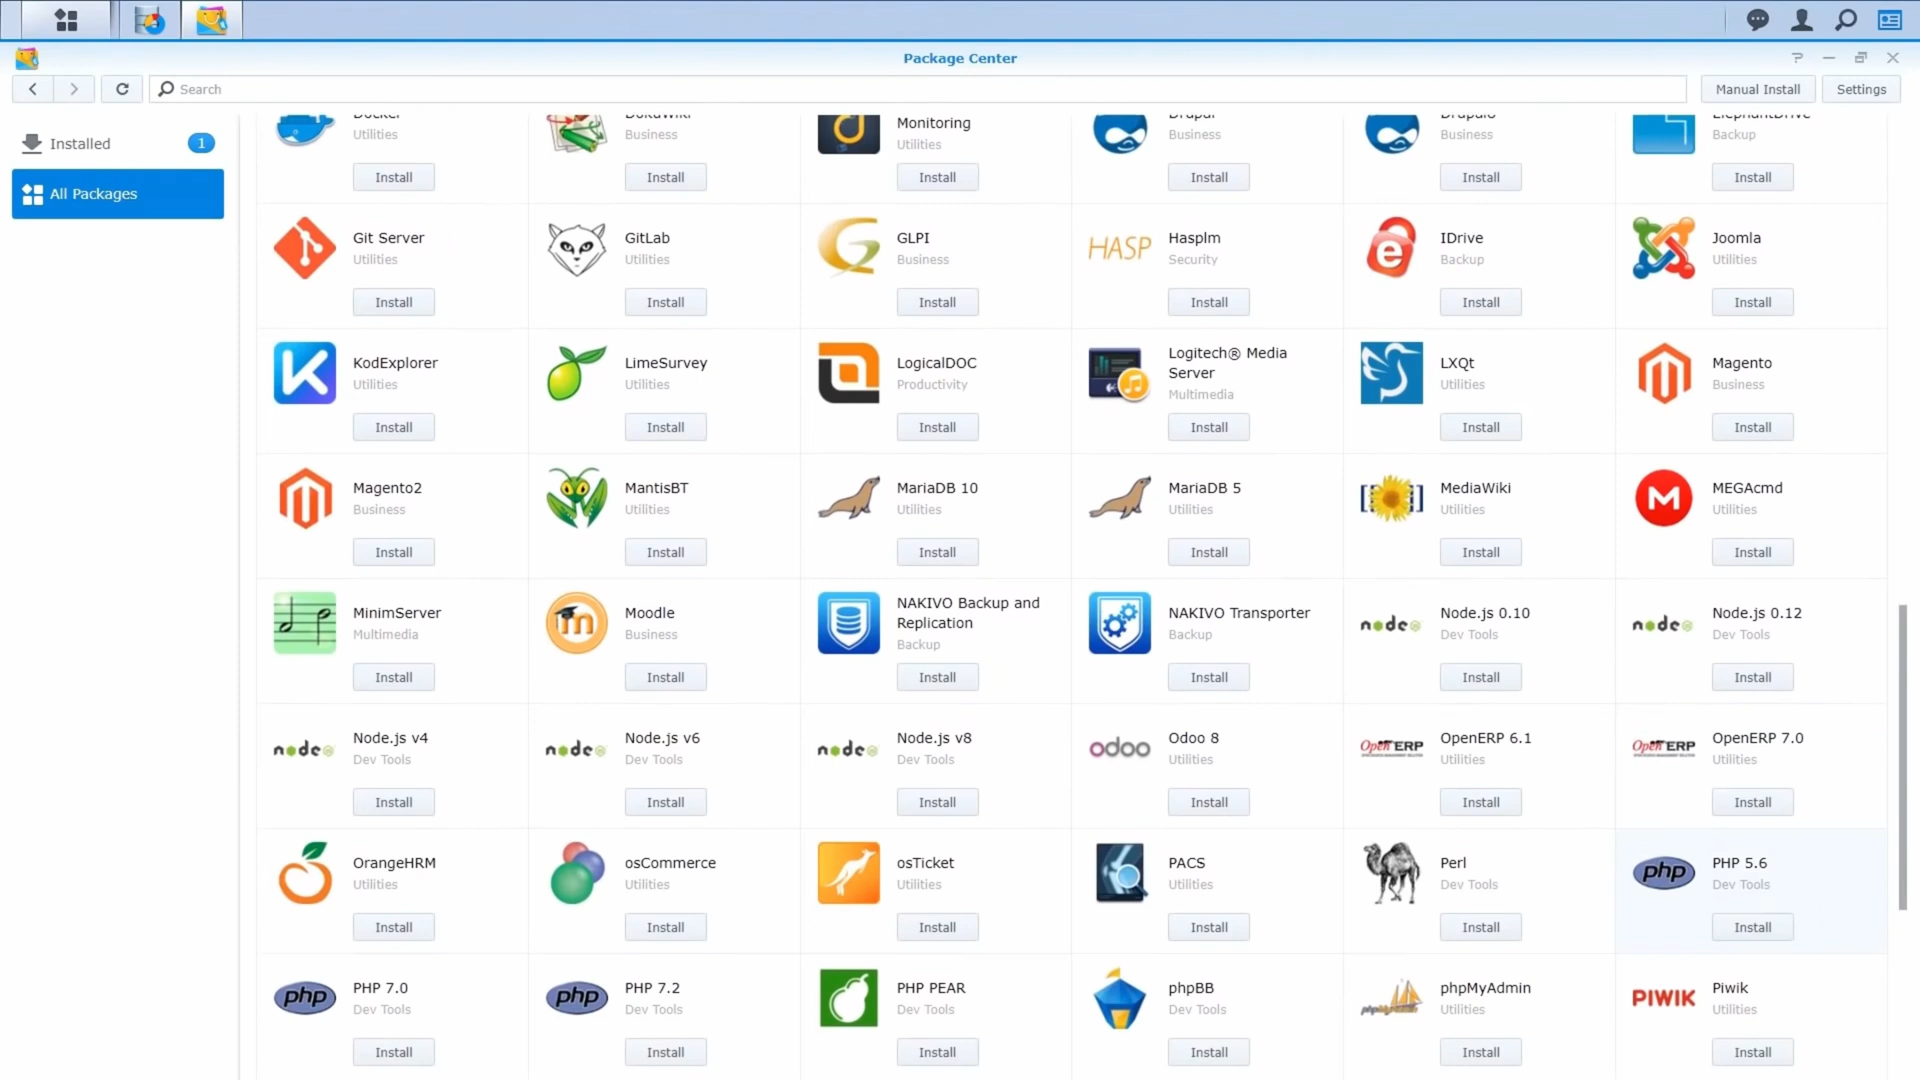 Package Center
Search
Manual Install
Settings
Installed
1
All Packages
Docker
Utilities
Install
DokuWiki
Business
Install
Monitoring
Utilities
Install
Drupal
Business
Install
Drupal8
Business
Install
ElephantDrive
Backup
Install
Git Server
Utilities
Install
GitLab
Utilities
Install
GLPI
Business
Install
HASP
Hasplm
Security
Install
IDrive
Backup
Install
Joomla
Utilities
Install
KodExplorer
Utilities
Install
LimeSurvey
Utilities
Install
LogicalDOC
Productivity
Install
Logitech® Media
Server
Multimedia
Install
LXQt
Utilities
Install
Magento
Business
Install
Magento2
Business
Install
MantisBT
Utilities
Install
MariaDB 10
Utilities
Install
MariaDB 5
Utilities
Install
MediaWiki
Utilities
Install
MEGAcmd
Utilities
Install
MinimServer
Multimedia
Install
Moodle
Business
Install
NAKIVO Backup and
Replication
Backup
Install
NAKIVO Transporter
Backup
Install
node
Node.js 0.10
Dev Tools
Install
node
Node.js 0.12
Dev Tools
Install
node
Node.js v4
Dev Tools
Install
node
Node.js v6
Dev Tools
Install
node
Node.js v8
Dev Tools
Install
odoo
Odoo 8
Utilities
Install
Open ERP
OpenERP 6.1
Utilities
Install
Open ERP
OpenERP 7.0
Utilities
Install
OrangeHRM
Utilities
Install
osCommerce
Utilities
Install
osTicket
Utilities
Install
PACS
Utilities
Install
Perl
Dev Tools
Install
php
PHP 5.6
Dev Tools
Install
php
PHP 7.0
Dev Tools
Install
php
PHP 7.2
Dev Tools
Install
PHP PEAR
Dev Tools
Install
phpBB
Dev Tools
Install
phpMyAdmin
Utilities
Install
PIWIK
Piwik
Utilities
Install